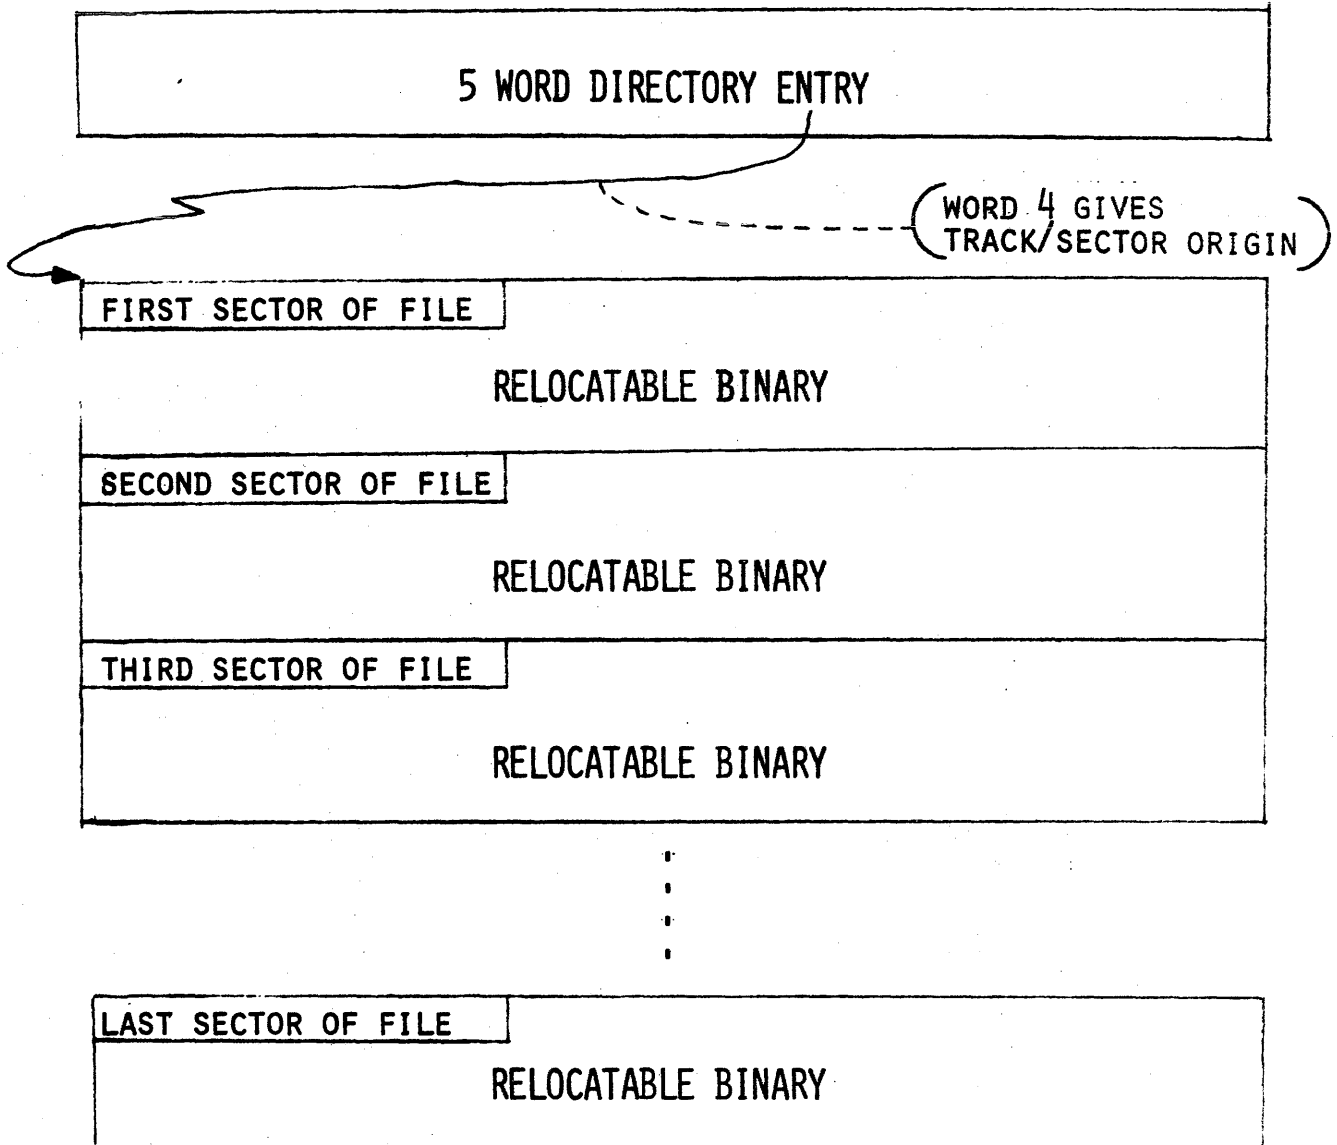 5 WORD DIRECTORY ENTRY
WORD 4 GIVES
TRACK/SECTOR ORIGIN
FIRST SECTOR OF FILE
RELOCATABLE BINARY
SECOND SECTOR OF FILE
RELOCATABLE BINARY
THIRD SECTOR OF FILE
RELOCATABLE BINARY
LAST SECTOR OF FILE
RELOCATABLE BINARY